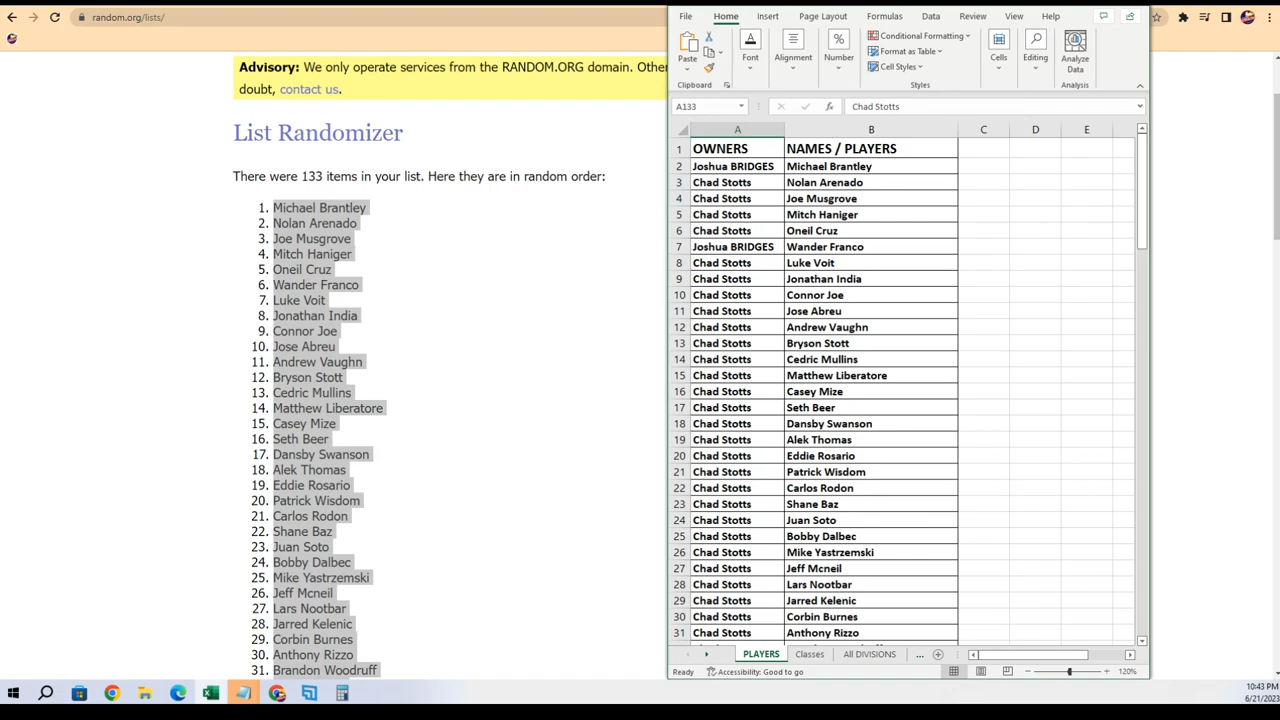 random.org/lists/
Advisory: We only operate services from the RANDOM.ORG domain. Other
doubt, contact us.
List Randomizer
There were 133 items in your list. Here they are in random order:
1. Michael Brantley
2. Nolan Arenado
3. Joe Musgrove
4. Mitch Haniger
5. Oneil Cruz
6. Wander Franco
7. Luke Voit
8. Jonathan India
9. Connor Joe
10. Jose Abreu
11. Andrew Vaughn
12. Bryson Stott
13. Cedric Mullins
14. Matthew Liberatore
15. Casey Mize
16. Seth Beer
17. Dansby Swanson
18. Alek Thomas
19. Eddie Rosario
20. Patrick Wisdom
21. Carlos Rodon
22. Shane Baz
23. Juan Soto
24. Bobby Dalbec
25. Mike Yastrzemski
26. Jeff Mcneil
27. Lars Nootbar
28. Jarred Kelenic
29. Corbin Burnes
30. Anthony Rizzo
31. Brandon Woodruff
File Home Insert Page Layout Formulas Data Review View Help
Paste Font Alignment Number
Conditional Formatting
Format as Table
Cell Styles
Cells Editing Analyze
Data
Clipboard Styles Analysis
A133 fx Chad Stotts
A B C D E
1 OWNERS NAMES / PLAYERS
2 Joshua BRIDGES Michael Brantley
3 Chad Stotts Nolan Arenado
4 Chad Stotts Joe Musgrove
5 Chad Stotts Mitch Haniger
6 Chad Stotts Oneil Cruz
7 Joshua BRIDGES Wander Franco
8 Chad Stotts Luke Voit
9 Chad Stotts Jonathan India
10 Chad Stotts Connor Joe
11 Chad Stotts Jose Abreu
12 Chad Stotts Andrew Vaughn
13 Chad Stotts Bryson Stott
14 Chad Stotts Cedric Mullins
15 Chad Stotts Matthew Liberatore
16 Chad Stotts Casey Mize
17 Chad Stotts Seth Beer
18 Chad Stotts Dansby Swanson
19 Chad Stotts Alek Thomas
20 Chad Stotts Eddie Rosario
21 Chad Stotts Patrick Wisdom
22 Chad Stotts Carlos Rodon
23 Chad Stotts Shane Baz
24 Chad Stotts Juan Soto
25 Chad Stotts Bobby Dalbec
26 Chad Stotts Mike Yastrzemski
27 Chad Stotts Jeff Mcneil
28 Chad Stotts Lars Nootbar
29 Chad Stotts Jarred Kelenic
30 Chad Stotts Corbin Burnes
31 Chad Stotts Anthony Rizzo
PLAYERS Classes All DIVISIONS ...
Ready Accessibility: Good to go 120%
10:43 PM
6/21/2023